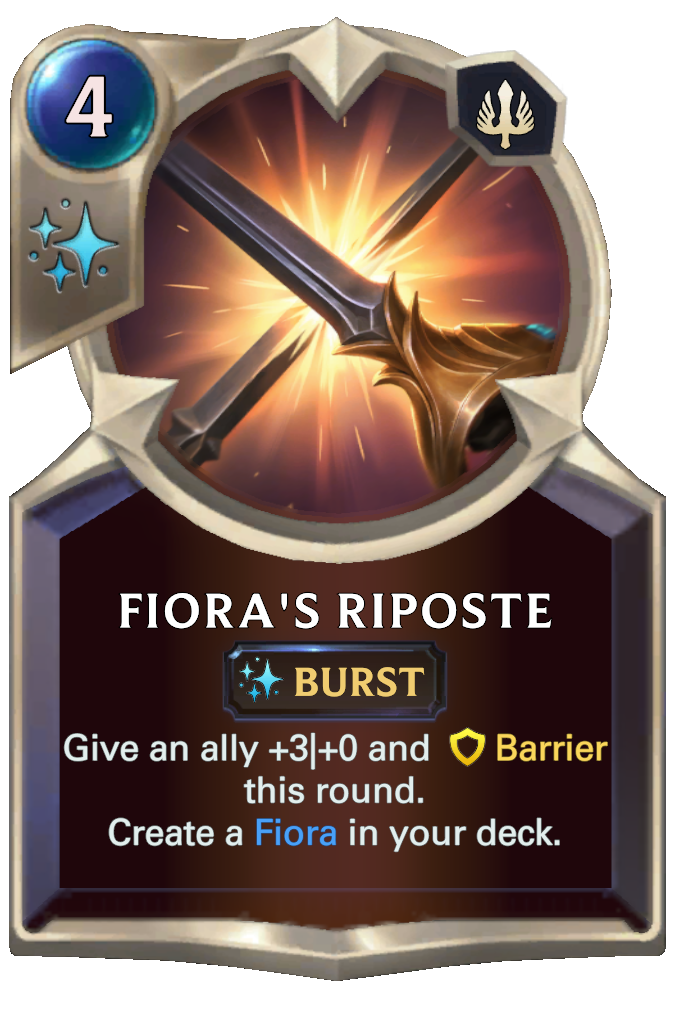 4
FIORA'S RIPOSTE
BURST
Give an ally +3|+0 and Barrier
this round.
Create a Fiora in your deck.